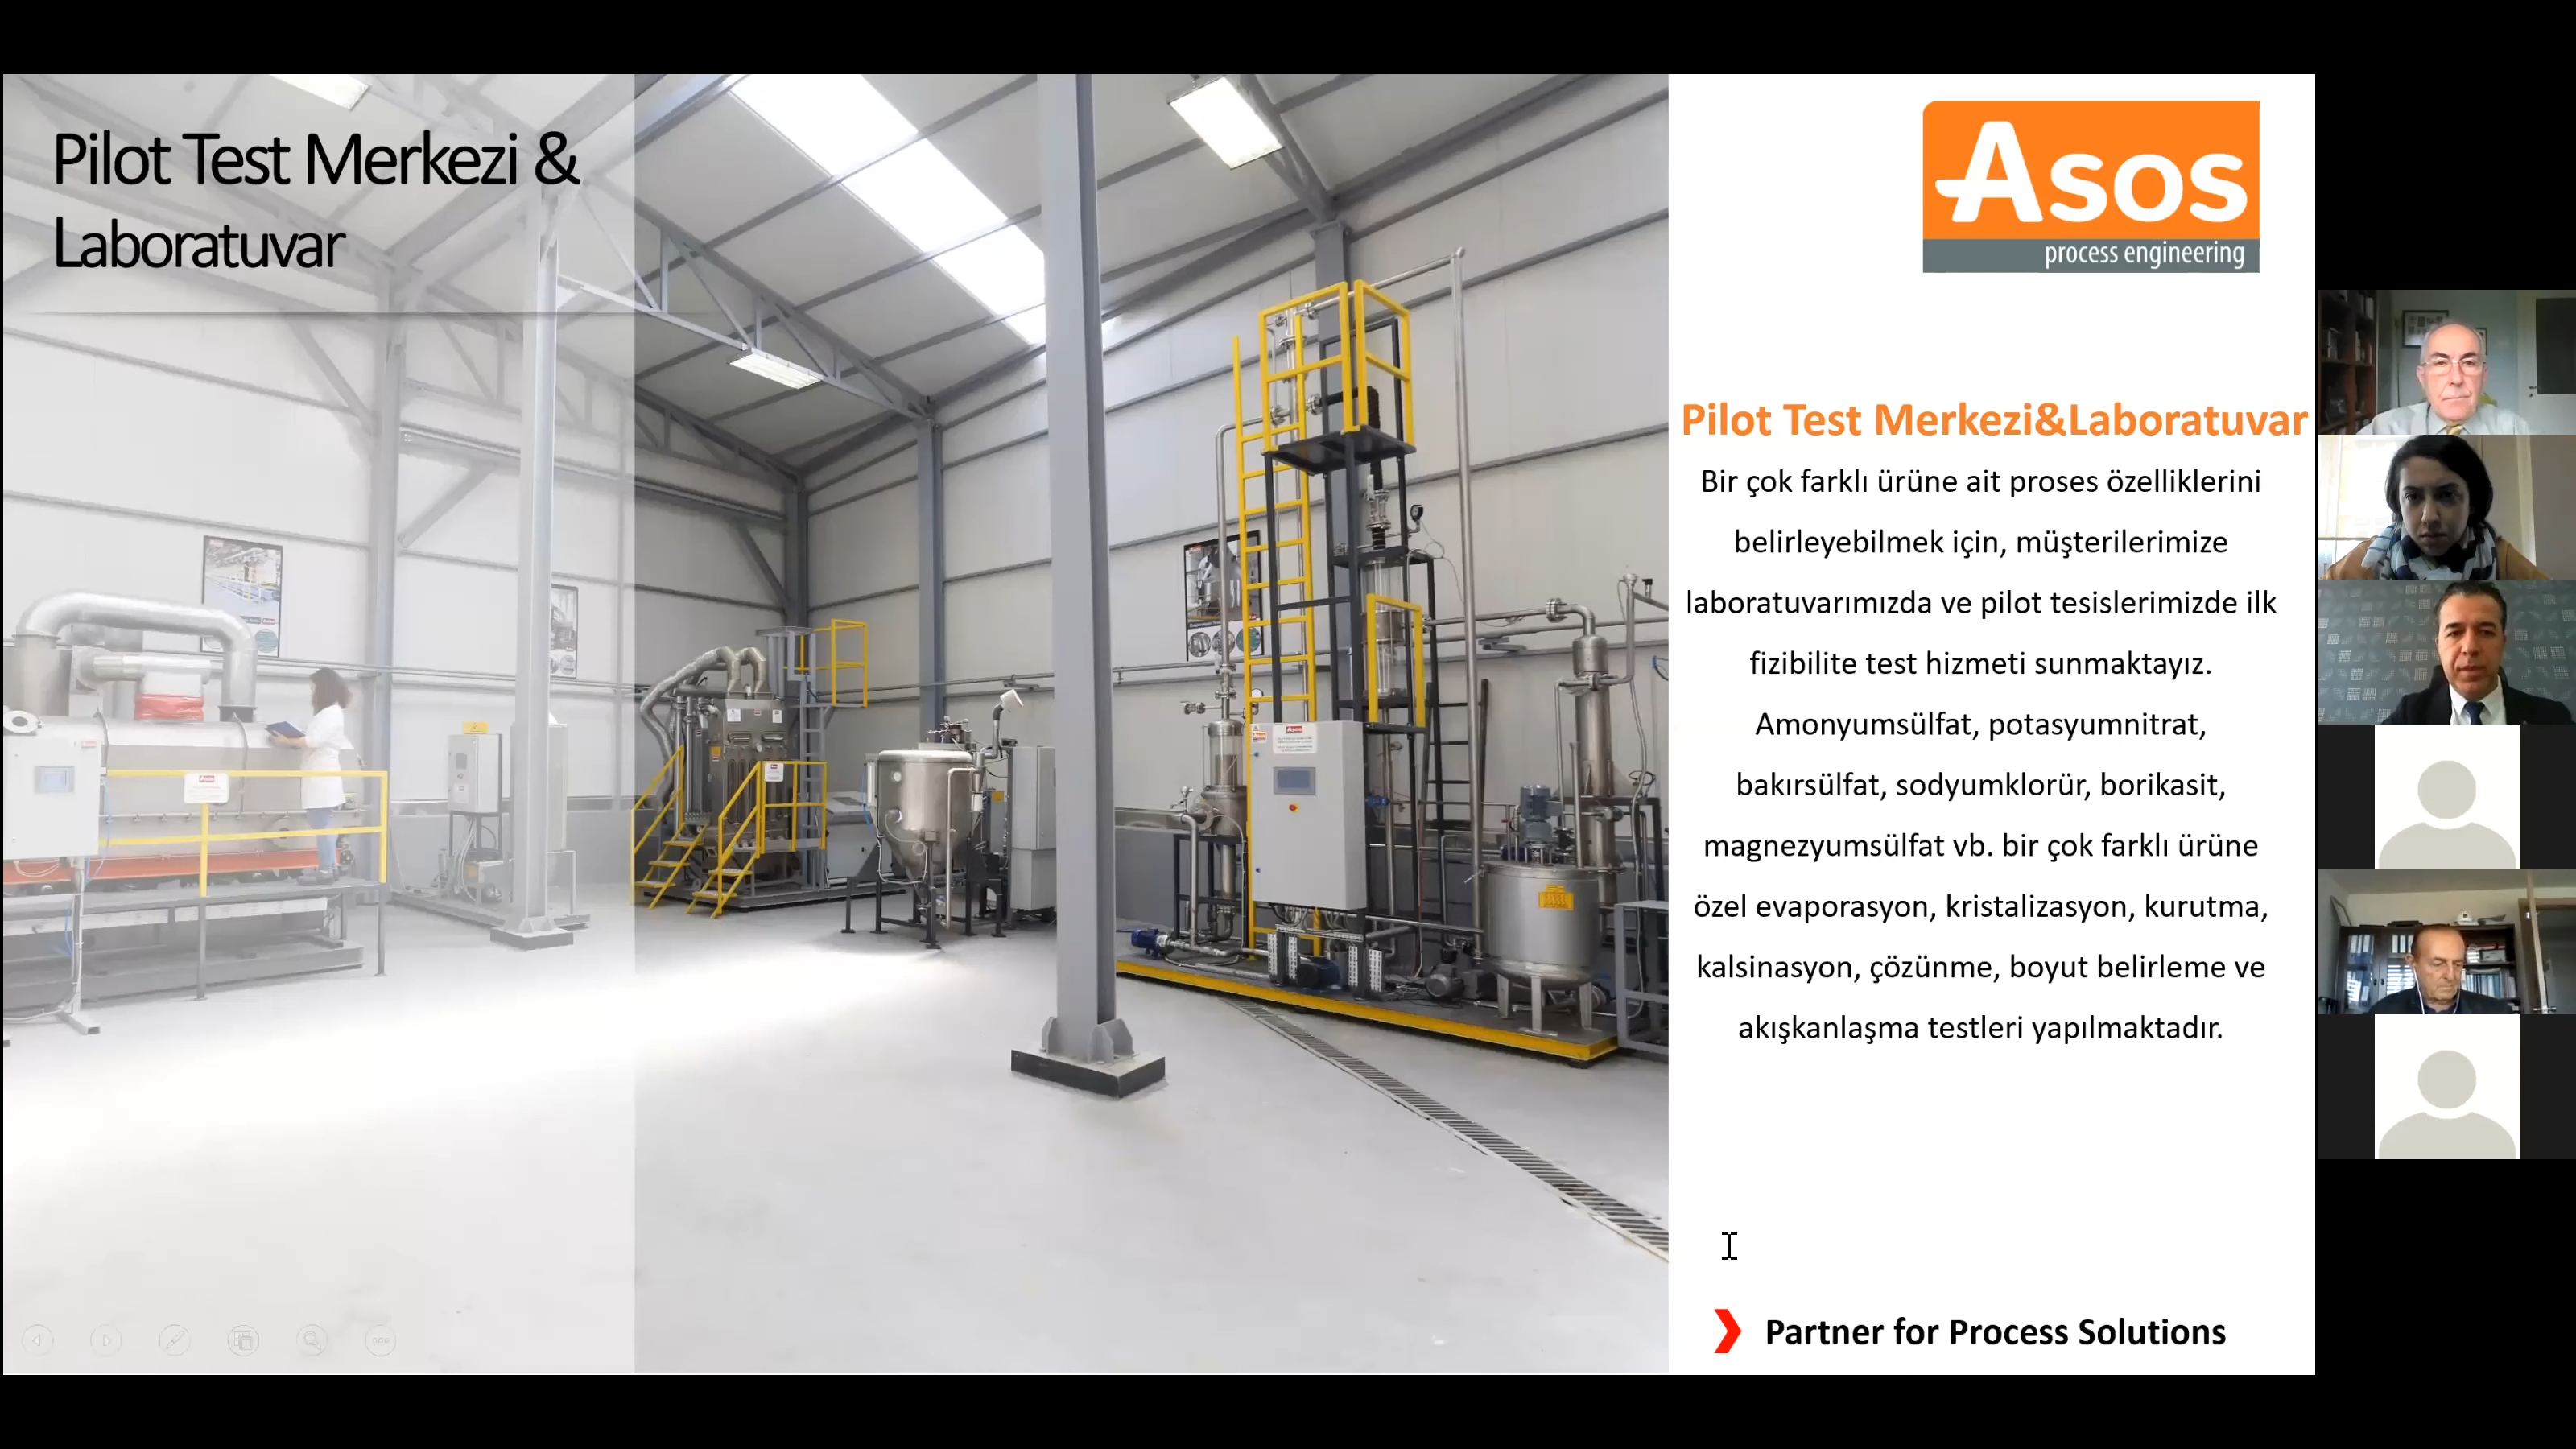 Pilot Test Merkezi &
Laboratuvar
Asos
process engineering
Pilot Test Merkezi&Laboratuvar
Bir çok farklı ürüne ait proses özelliklerini
belirleyebilmek için, müşterilerimize
laboratuvarımızda ve pilot tesislerimizde ilk
fizibilite test hizmeti sunmaktayız.
Amonyumsülfat, potasyumnitrat,
bakırsülfat, sodyumklorür, borikasit,
magnezyumsülfat vb. bir çok farklı ürüne
özel evaporasyon, kristalizasyon, kurutma,
kalsinasyon, çözünme, boyut belirleme ve
akışkanlaşma testleri yapılmaktadır.
Partner for Process Solutions